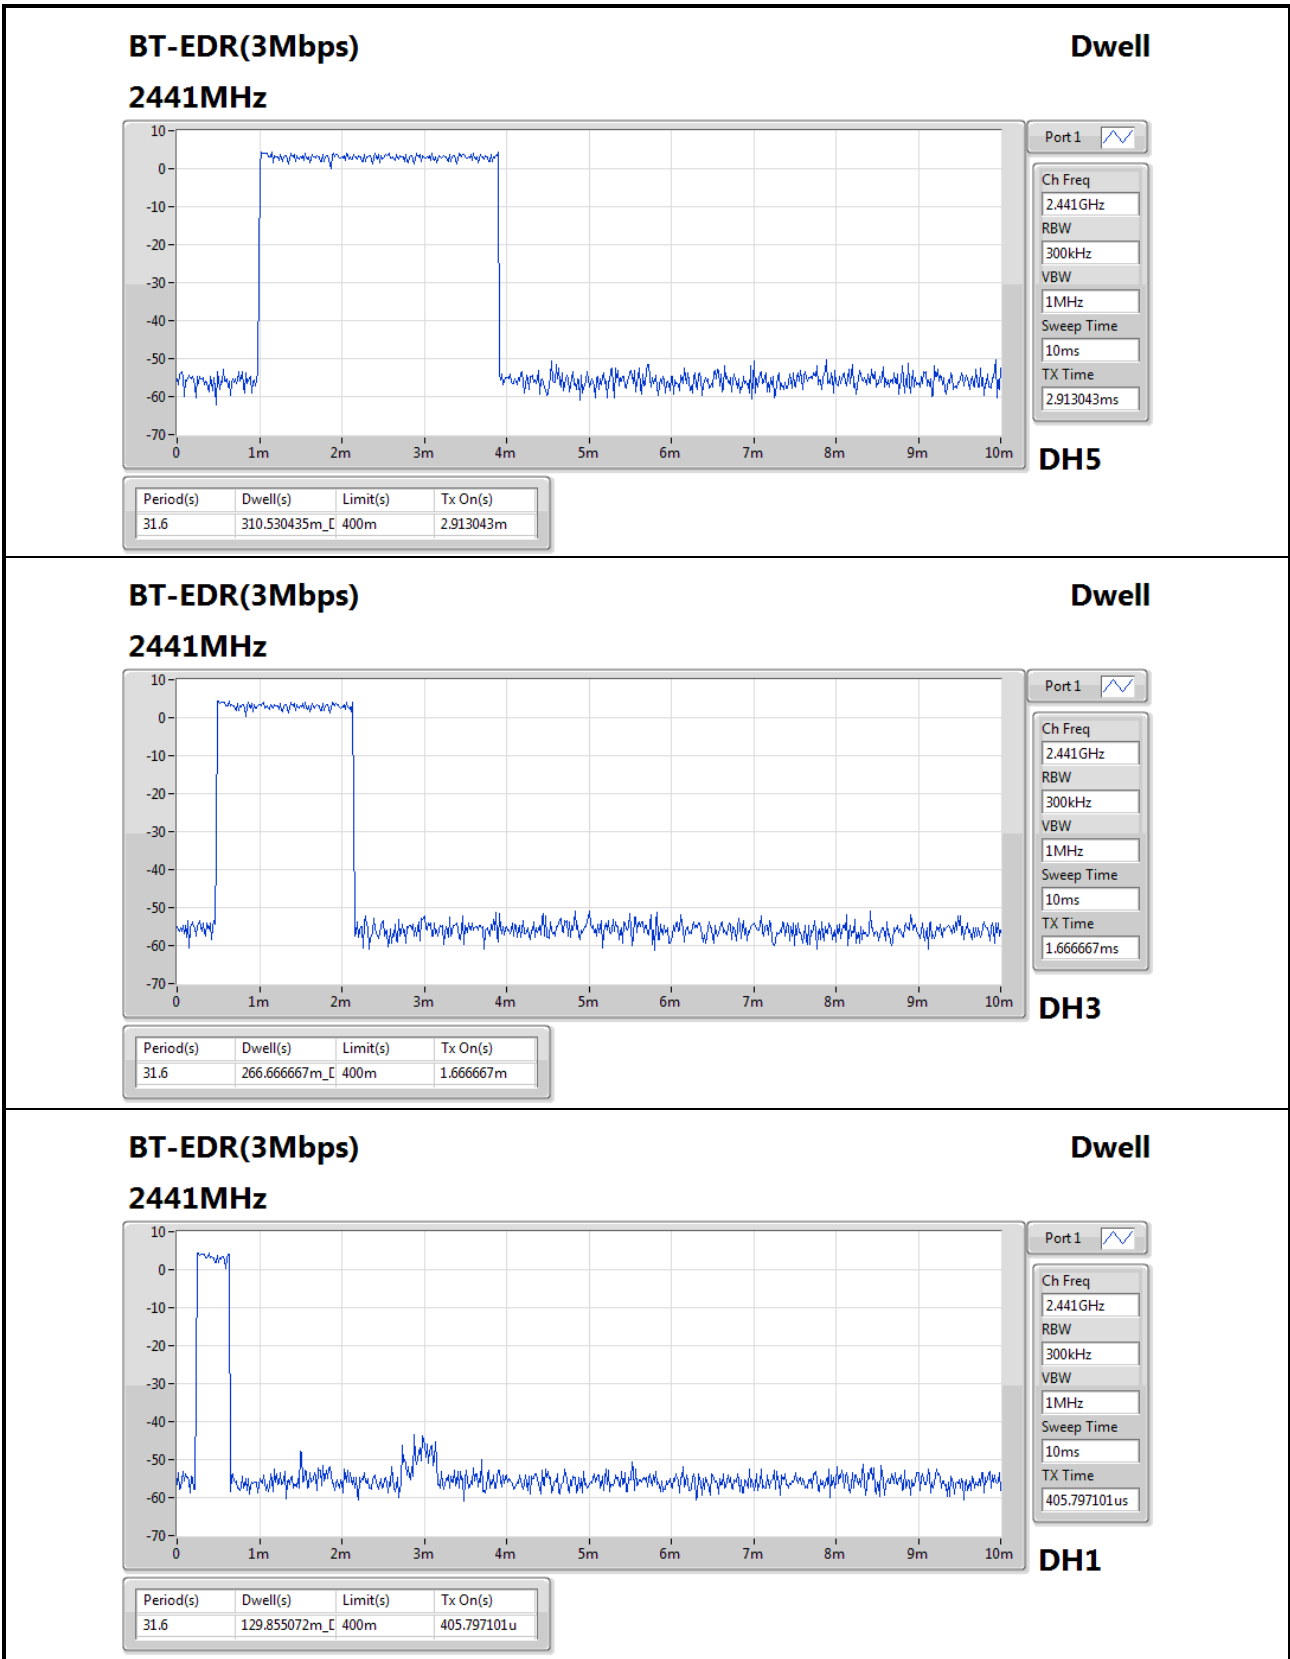 BT-EDR(3Mbps) Dwell
2441MHz
10
0
-10
-20
-30
-40
-50
-60
-70
0 1m 2m 3m 4m 5m 6m 7m 8m 9m 10m
Port 1
Ch Freq
2.441GHz
RBW
300kHz
VBW
1MHz
Sweep Time
10ms
TX Time
2.913043ms
DH5
Period(s) Dwell(s) Limit(s) Tx On(s)
31.6 310.530435m_D 400m 2.913043m
BT-EDR(3Mbps) Dwell
2441MHz
10
0
-10
-20
-30
-40
-50
-60
-70
0 1m 2m 3m 4m 5m 6m 7m 8m 9m 10m
Port 1
Ch Freq
2.441GHz
RBW
300kHz
VBW
1MHz
Sweep Time
10ms
TX Time
1.666667ms
DH3
Period(s) Dwell(s) Limit(s) Tx On(s)
31.6 266.666667m_D 400m 1.666667m
BT-EDR(3Mbps) Dwell
2441MHz
10
0
-10
-20
-30
-40
-50
-60
-70
0 1m 2m 3m 4m 5m 6m 7m 8m 9m 10m
Port 1
Ch Freq
2.441GHz
RBW
300kHz
VBW
1MHz
Sweep Time
10ms
TX Time
405.797101us
DH1
Period(s) Dwell(s) Limit(s) Tx On(s)
31.6 129.855072m_D 400m 405.797101u